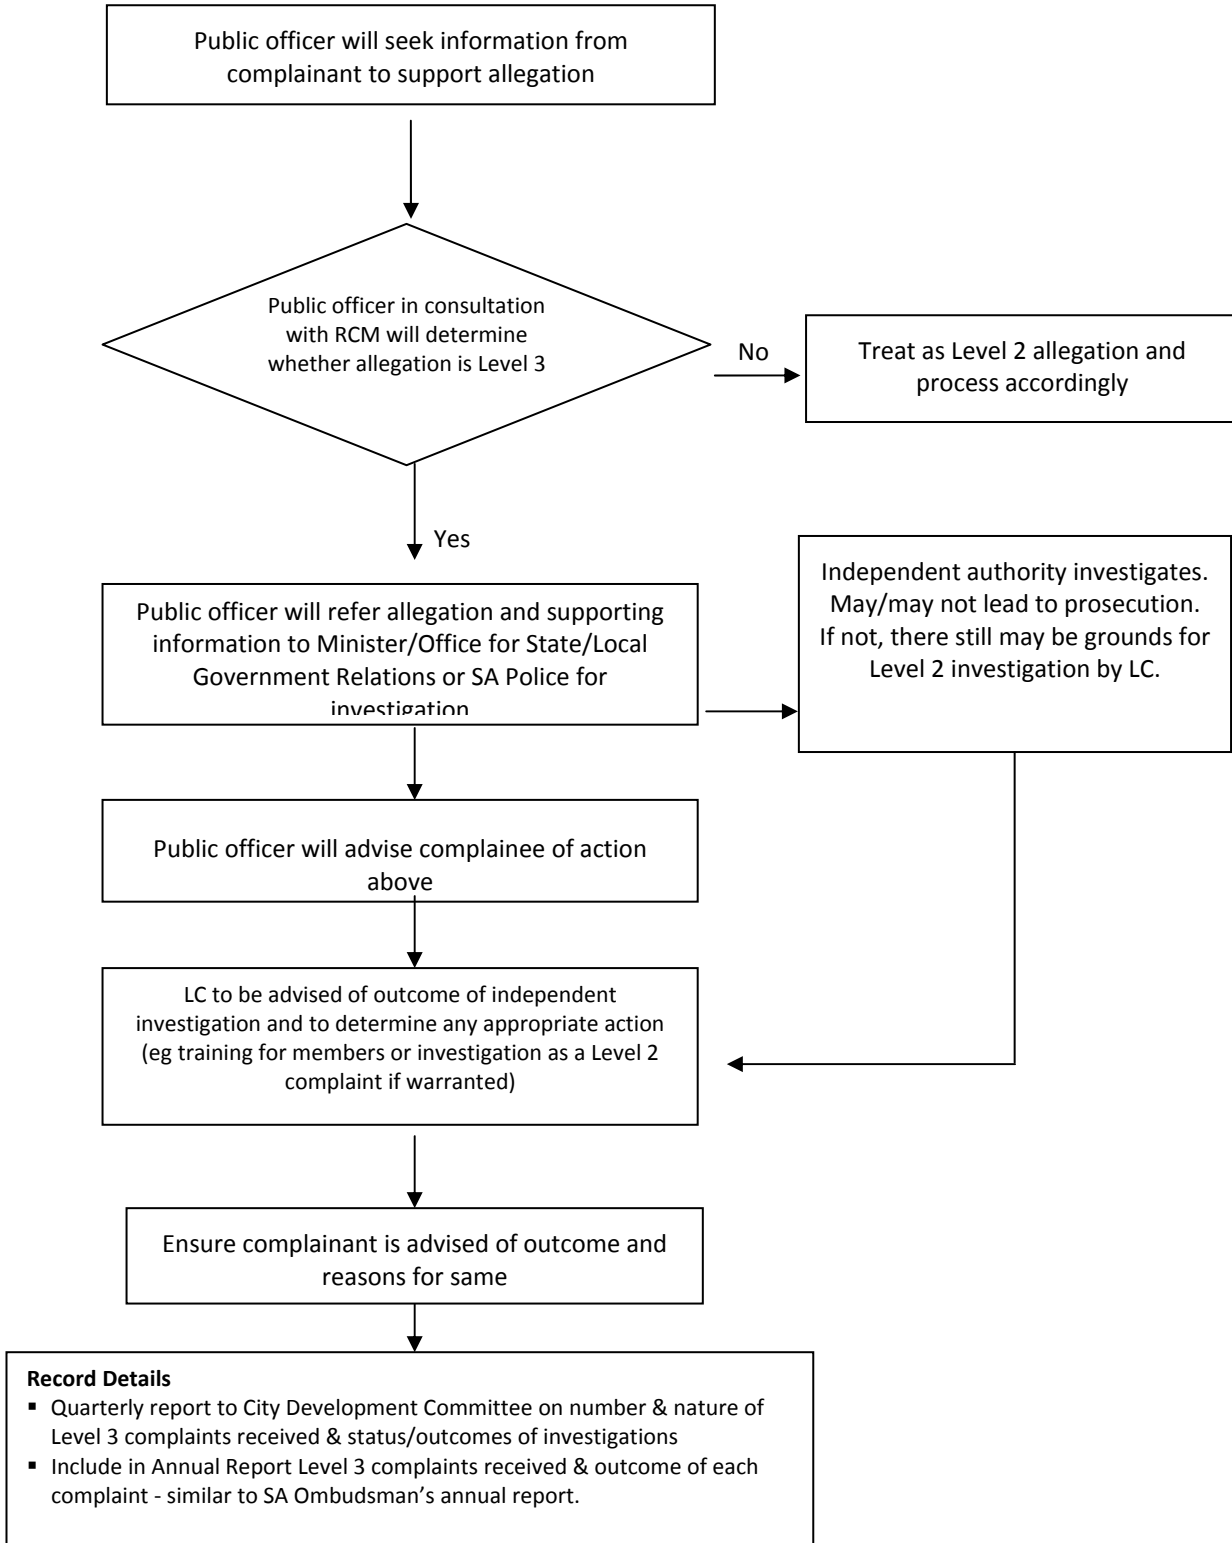 Public officer will seek information from
complainant to support allegation
Public officer in consultation
with RCM will determine
whether allegation is Level 3
No
Treat as Level 2 allegation and
process accordingly
Yes
Public officer will refer allegation and supporting
information to Minister/Office for State/Local
Government Relations or SA Police for
investigation
Independent authority investigates.
May/may not lead to prosecution.
If not, there still may be grounds for
Level 2 investigation by LC.
Public officer will advise complainee of action
above
LC to be advised of outcome of independent
investigation and to determine any appropriate action
(eg training for members or investigation as a Level 2
complaint if warranted)
Ensure complainant is advised of outcome and
reasons for same
Record Details
▪ Quarterly report to City Development Committee on number & nature of
Level 3 complaints received & status/outcomes of investigations
▪ Include in Annual Report Level 3 complaints received & outcome of each
complaint - similar to SA Ombudsman’s annual report.